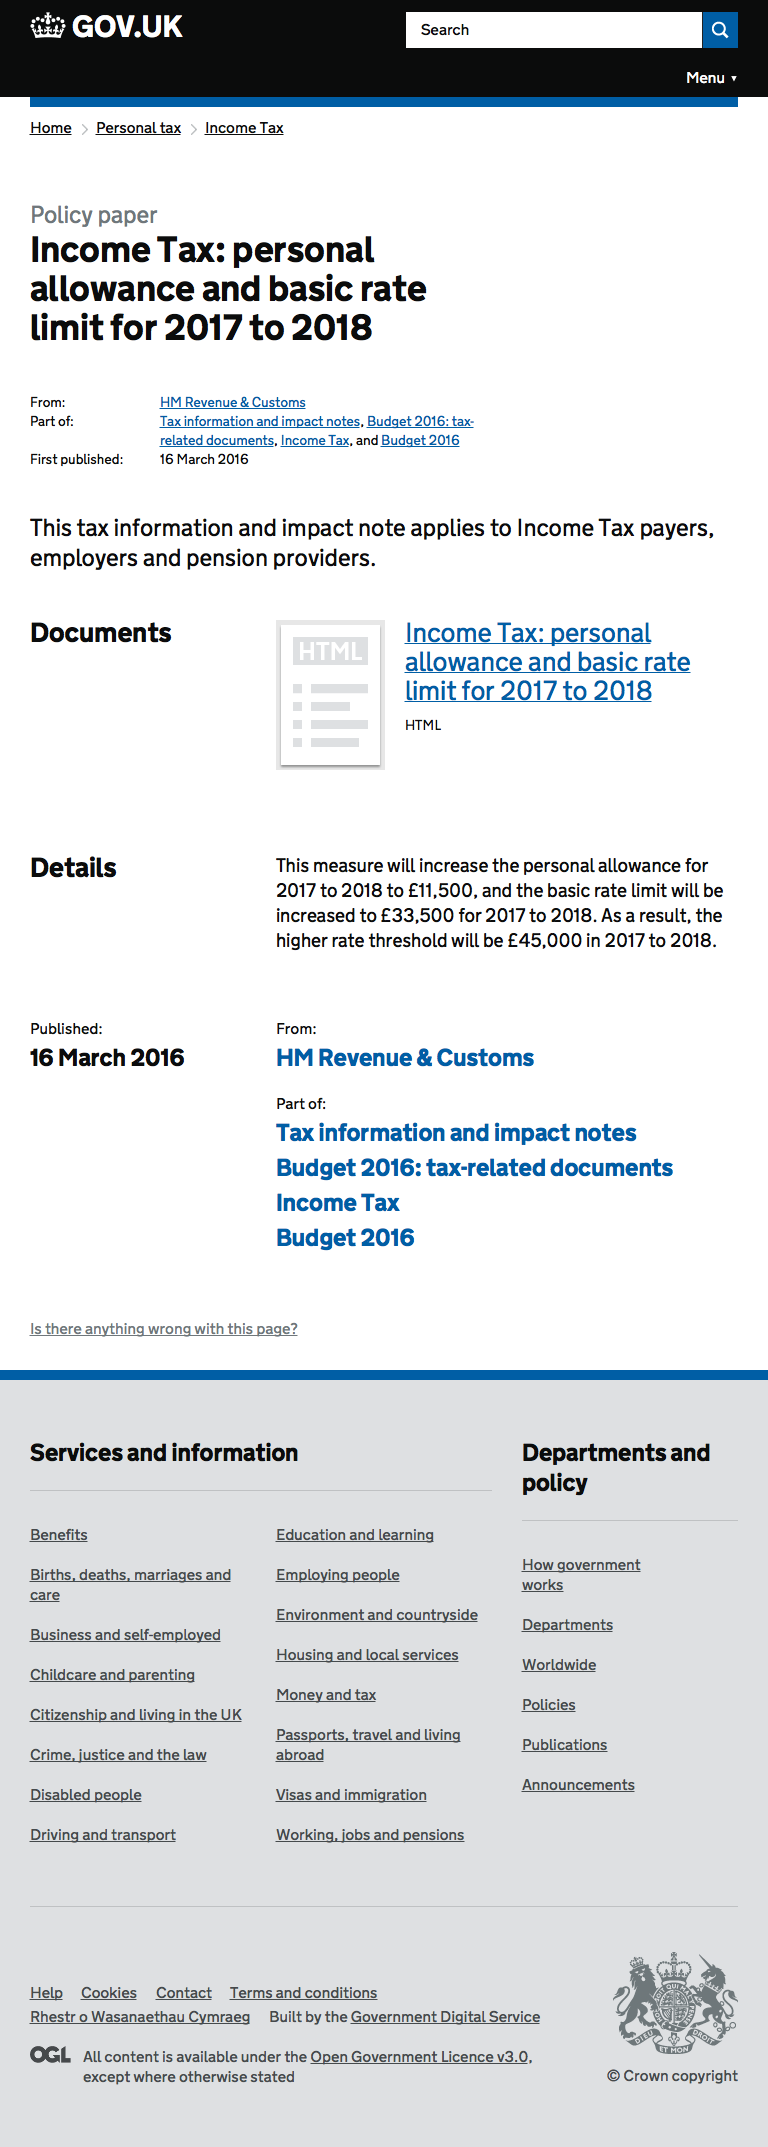 GOV.UK
Search
Menu ▼
Home > Personal tax > Income Tax
Policy paper
Income Tax: personal
allowance and basic rate
limit for 2017 to 2018
From: HM Revenue & Customs
Part of: Tax information and impact notes, Budget 2016: tax-
related documents, Income Tax, and Budget 2016
First published: 16 March 2016
This tax information and impact note applies to Income Tax payers,
employers and pension providers.
Documents
HTML
Income Tax: personal
allowance and basic rate
limit for 2017 to 2018
HTML
Details
This measure will increase the personal allowance for
2017 to 2018 to £11,500, and the basic rate limit will be
increased to £33,500 for 2017 to 2018. As a result, the
higher rate threshold will be £45,000 in 2017 to 2018.
Published:
16 March 2016
From:
HM Revenue & Customs
Part of:
Tax information and impact notes
Budget 2016: tax-related documents
Income Tax
Budget 2016
Is there anything wrong with this page?
Services and information
Benefits
Births, deaths, marriages and
care
Business and self-employed
Childcare and parenting
Citizenship and living in the UK
Crime, justice and the law
Disabled people
Driving and transport
Education and learning
Employing people
Environment and countryside
Housing and local services
Money and tax
Passports, travel and living
abroad
Visas and immigration
Working, jobs and pensions
Departments and
policy
How government
works
Departments
Worldwide
Policies
Publications
Announcements
Help Cookies Contact Terms and conditions
Rhestr o Wasanaethau Cymraeg Built by the Government Digital Service
OGL All content is available under the Open Government Licence v3.0,
except where otherwise stated
DIEU ET MON DROIT
© Crown copyright